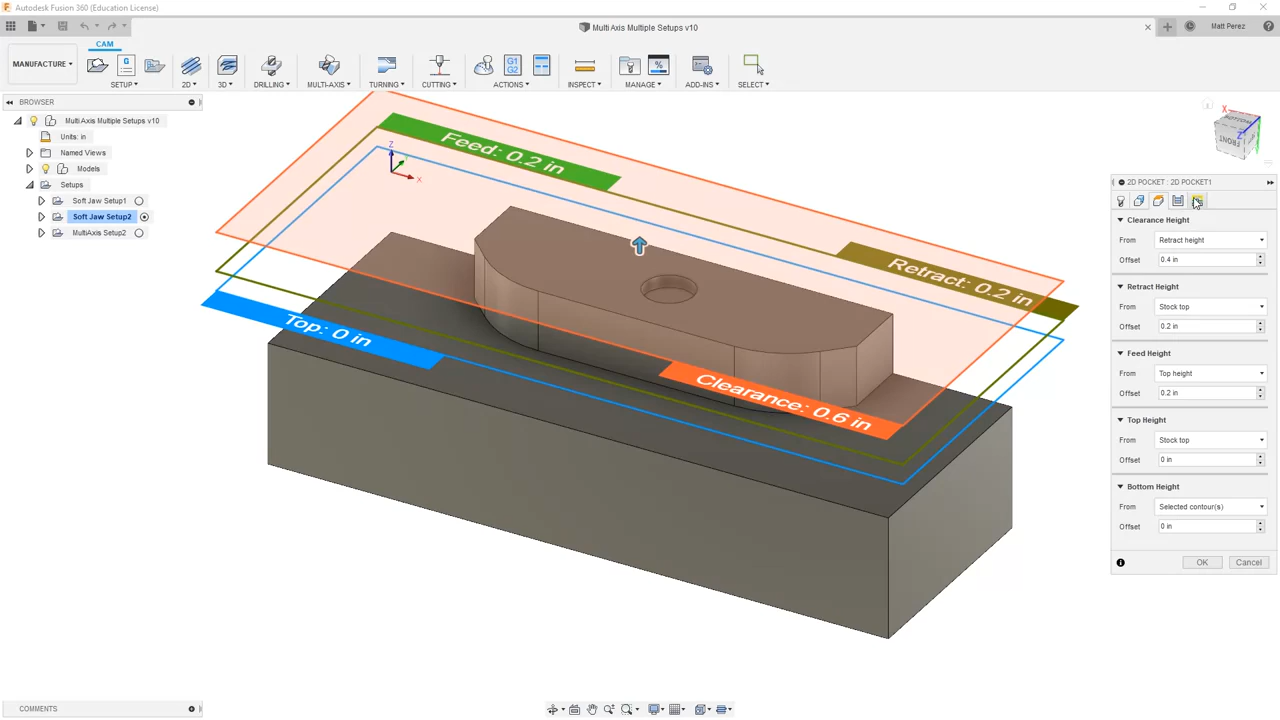 Autodesk Fusion 360 (Education License)
Multi Axis Multiple Setups v10
Matt Perez
CAM
MANUFACTURE
SETUP
2D
3D
DRILLING
MULTI-AXIS
TURNING
CUTTING
ACTIONS
INSPECT
MANAGE
ADD-INS
SELECT
G
G1
G2
%
BROWSER
Multi Axis Multiple Setups v10
Units: in
Named Views
Models
Setups
Soft Jaw Setup1
Soft Jaw Setup2
MultiAxis Setup2
Feed: 0.2 in
Retract: 0.2 in
Top: 0 in
Clearance: 0.6 in
Z
X
X
Z
BOTTOM
FRONT
2D POCKET : 2D POCKET1
Clearance Height
From Retract height
Offset 0.4 in
Retract Height
From Stock top
Offset 0.2 in
Feed Height
From Top height
Offset 0.2 in
Top Height
From Stock top
Offset 0 in
Bottom Height
From Selected contour(s)
Offset 0 in
OK Cancel
COMMENTS